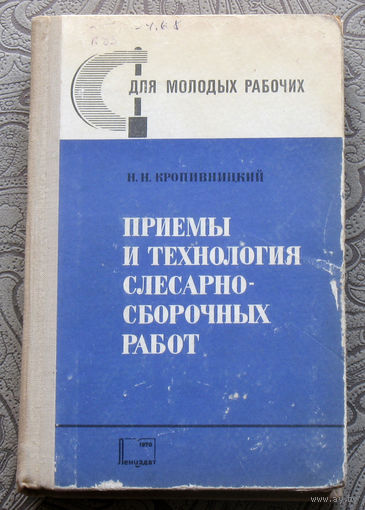 ДЛЯ МОЛОДЫХ РАБОЧИХ
Н. Н. КРОПИВНИЦКИЙ
ПРИЕМЫ
И ТЕХНОЛОГИЯ
СЛЕСАРНО-
СБОРОЧНЫХ
РАБОТ
1970
Лениздат